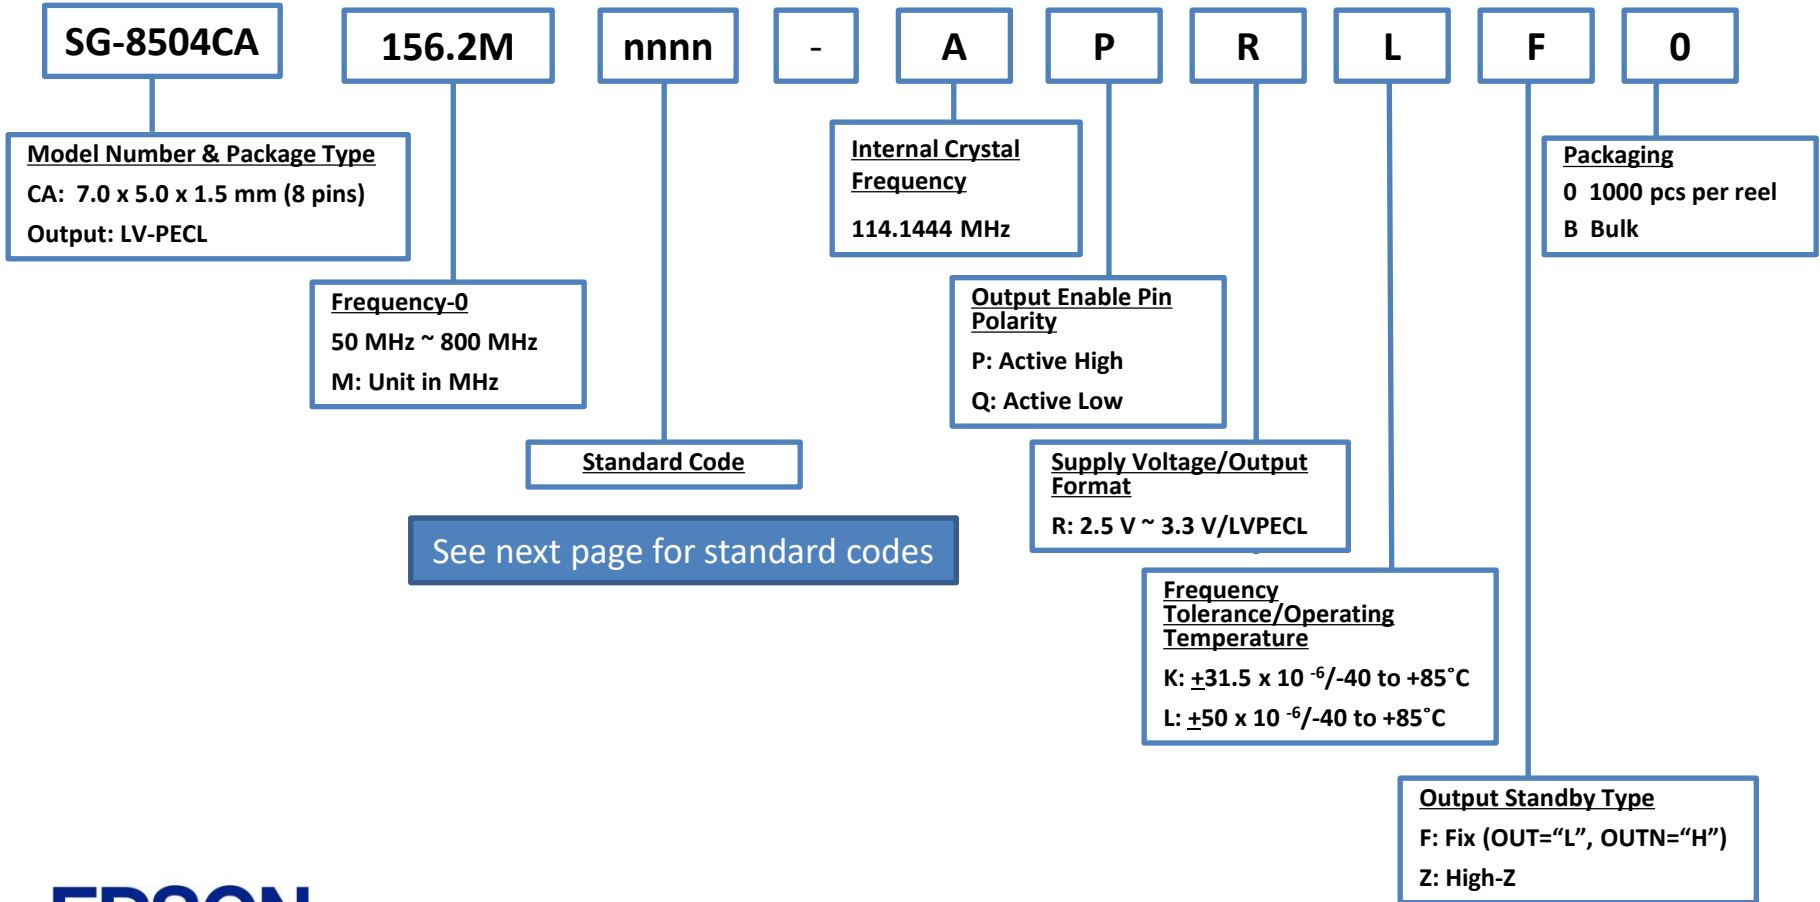 SG-8504CA 156.2M nnnn - A P R L F 0
Model Number & Package Type
CA: 7.0 x 5.0 x 1.5 mm (8 pins)
Output: LV-PECL
Frequency-0
50 MHz ~ 800 MHz
M: Unit in MHz
Standard Code
See next page for standard codes
Internal Crystal
Frequency
114.1444 MHz
Output Enable Pin
Polarity
P: Active High
Q: Active Low
Supply Voltage/Output
Format
R: 2.5 V ~ 3.3 V/LVPECL
Frequency
Tolerance/Operating
Temperature
K: ±31.5 x 10 ⁻⁶/-40 to +85˚C
L: ±50 x 10 ⁻⁶/-40 to +85˚C
Output Standby Type
F: Fix (OUT=“L”, OUTN=“H”)
Z: High-Z
Packaging
0 1000 pcs per reel
B Bulk
EPSON